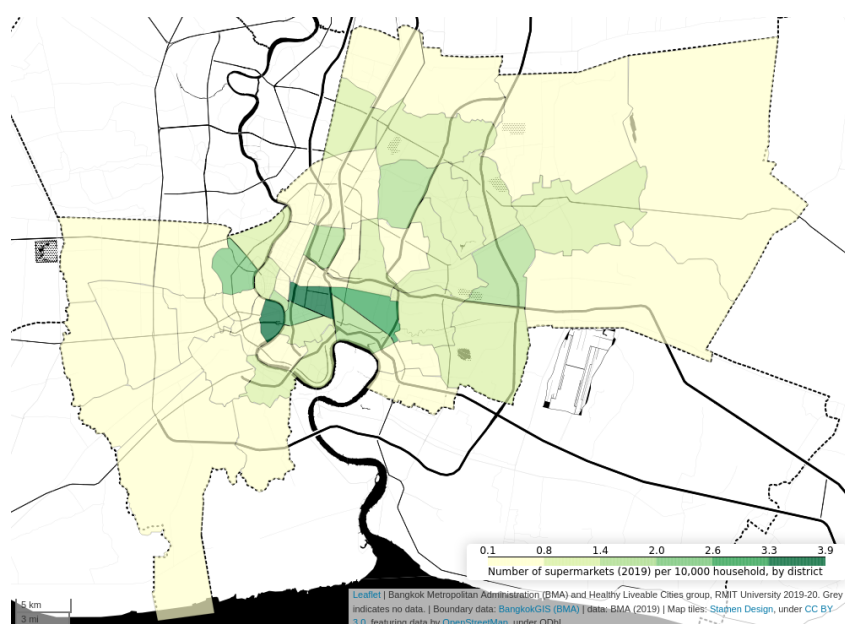 0.1 0.8 1.4 2.0 2.6 3.3 3.9
Number of supermarkets (2019) per 10,000 household, by district
5 km
3 mi
Leaflet | Bangkok Metropolitan Administration (BMA) and Healthy Liveable Cities group, RMIT University 2019-20. Grey
indicates no data. | Boundary data: BangkokGIS (BMA) | data: BMA (2019) | Map tiles: Stamen Design, under CC BY
3.0, featuring data by OpenStreetMap, under ODbL